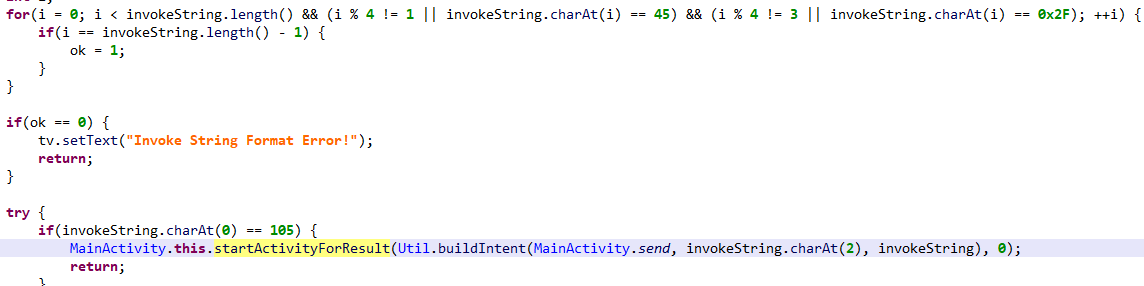 for(i = 0; i < invokeString.length() && (i % 4 != 1 || invokeString.charAt(i) == 45) && (i % 4 != 3 || invokeString.charAt(i) == 0x2F); ++i) {
if(i == invokeString.length() - 1) {
ok = 1;
}
}
if(ok == 0) {
tv.setText("Invoke String Format Error!");
return;
}
try {
if(invokeString.charAt(0) == 105) {
MainActivity.this.startActivityForResult(Util.buildIntent(MainActivity.send, invokeString.charAt(2), invokeString), 0);
return;